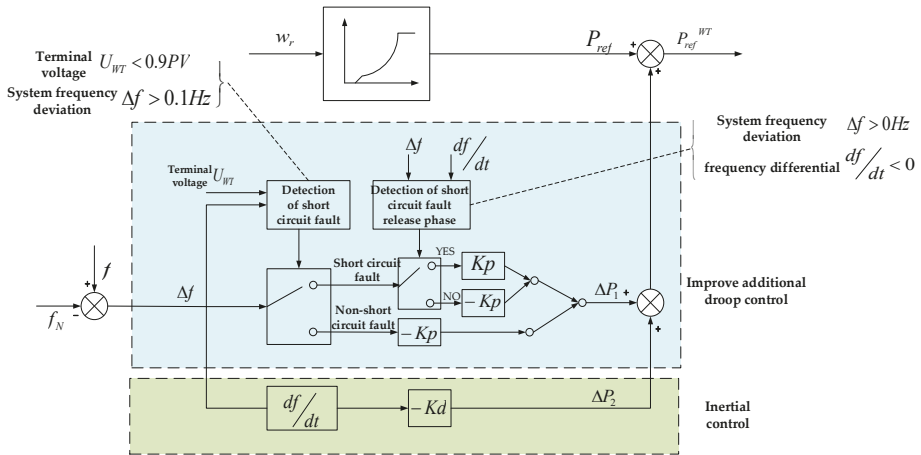 w_r
P_ref
+
P_ref^WT
+
Terminal voltage U_WT < 0.9PV
System frequency deviation Δf > 0.1Hz
System frequency deviation Δf > 0Hz
frequency differential df/dt < 0
Δf
df/dt
Terminal voltage U_WT
Detection of short circuit fault
Detection of short circuit fault release phase
f
+
f_N
-
Δf
Short circuit fault
Non-short circuit fault
YES
NO
Kp
-Kp
-Kp
ΔP_1
+
+
Improve additional droop control
df/dt
-Kd
ΔP_2
Inertial control